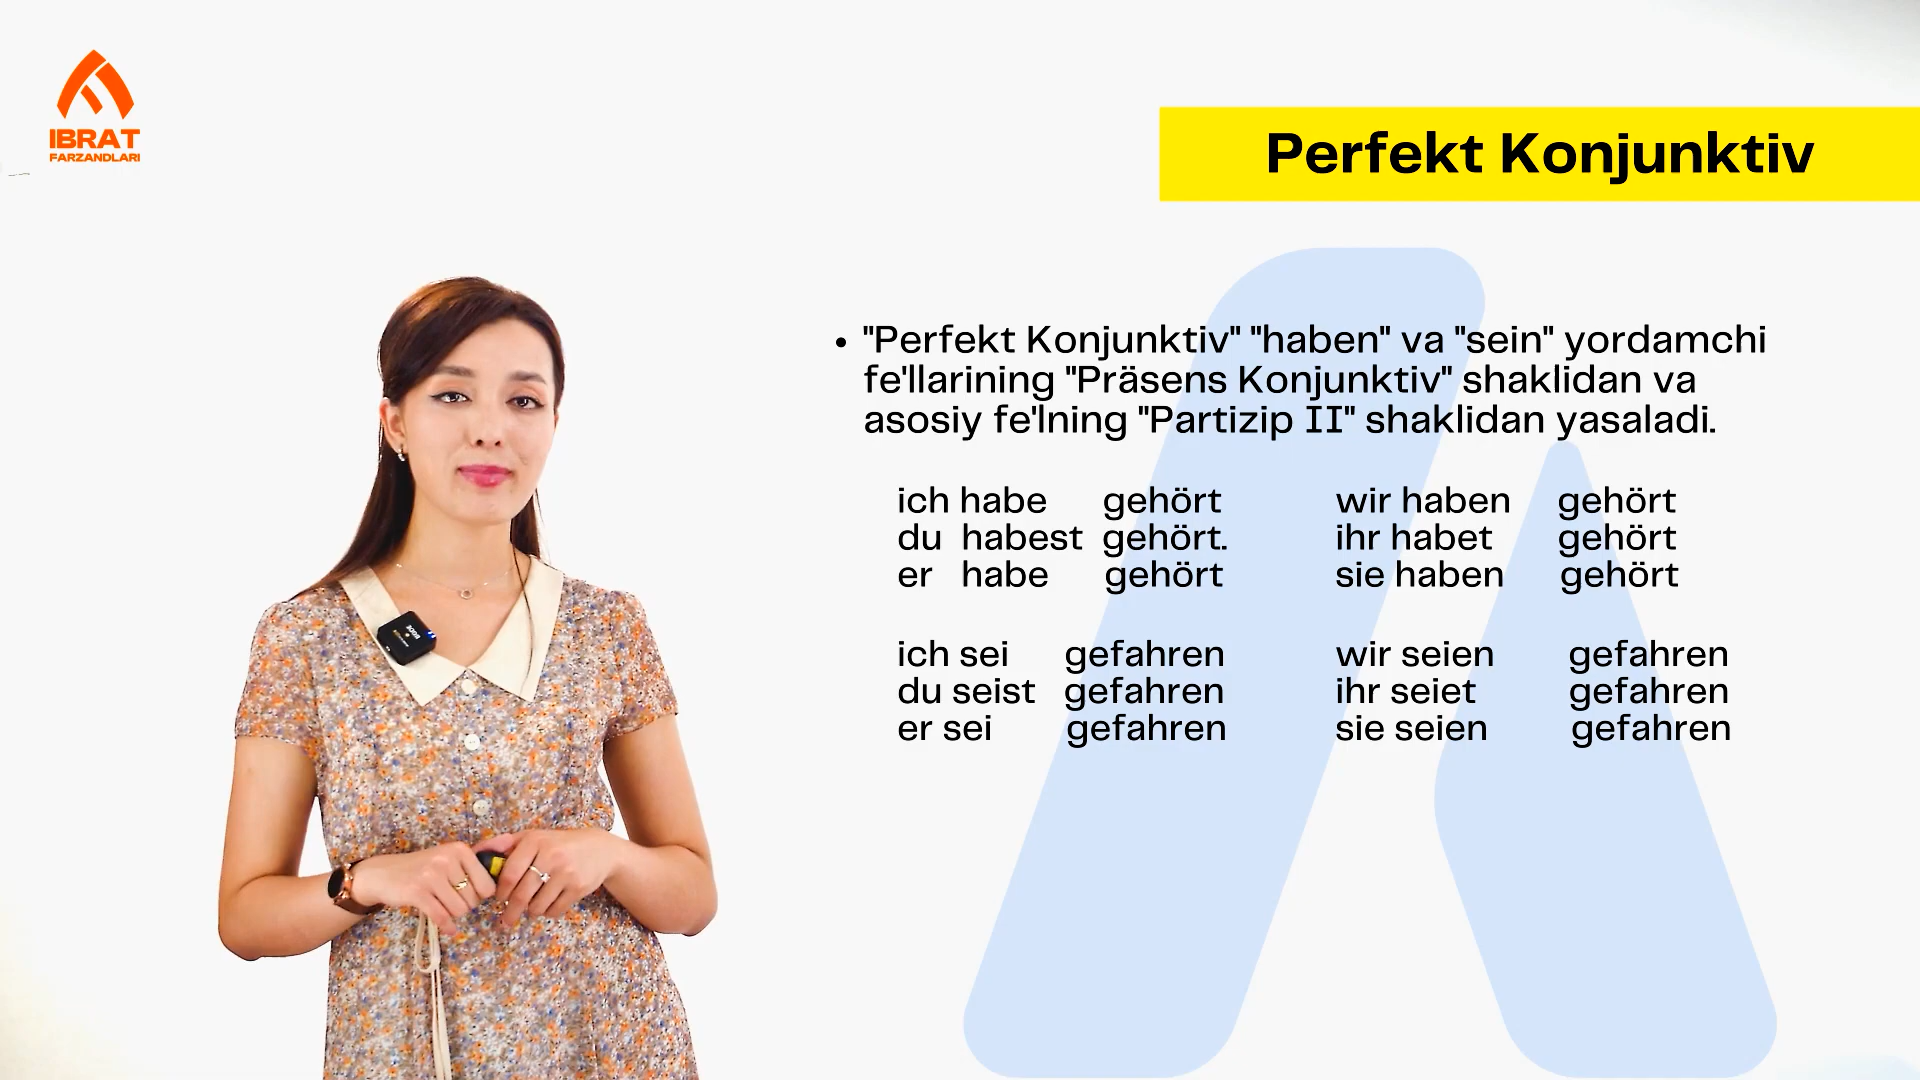 IBRAT
FARZANDLARI
Perfekt Konjunktiv
• "Perfekt Konjunktiv" "haben" va "sein" yordamchi
fe'llarining "Präsens Konjunktiv" shaklidan va
asosiy fe'lning "Partizip II" shaklidan yasaladi.
ich habe gehört wir haben gehört
du habest gehört. ihr habet gehört
er habe gehört sie haben gehört
ich sei gefahren wir seien gefahren
du seist gefahren ihr seiet gefahren
er sei gefahren sie seien gefahren